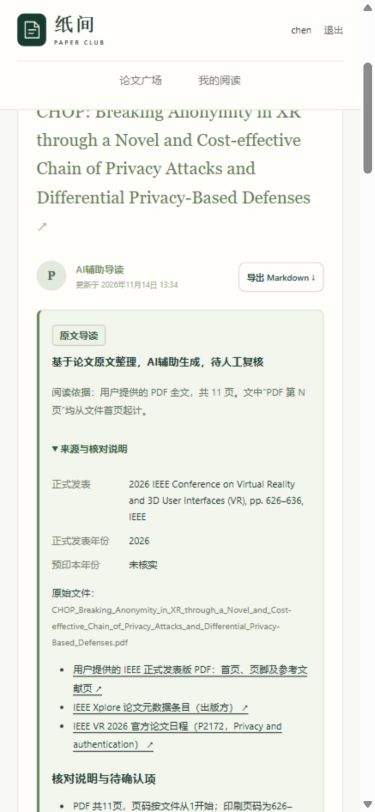 纸间
PAPER CLUB
chen 退出
论文广场 我的阅读
CHOP: Breaking Anonymity in XR
through a Novel and Cost-effective
Chain of Privacy Attacks and
Differential Privacy-Based Defenses
↗
P
AI辅助导读
更新于 2026年11月14日 13:34
导出 Markdown ↓
原文导读
基于论文原文整理，AI辅助生成，待人工复核
阅读依据：用户提供的 PDF 全文，共 11 页。文中“PDF 第 N
页”均从文件首页起计。
▼来源与核对说明
正式发表 2026 IEEE Conference on Virtual Reality
and 3D User Interfaces (VR), pp. 626–636,
IEEE
正式发表年份 2026
预印本年份 未核实
原始文件：
CHOP_Breaking_Anonymity_in_XR_through_a_Novel_and_Cost-
effective_Chain_of_Privacy_Attacks_and_Differential_Privacy-
Based_Defenses.pdf
• 用户提供的 IEEE 正式发表版 PDF：首页、页脚及参考文
献页 ↗
• IEEE Xplore 论文元数据条目（出版方） ↗
• IEEE VR 2026 官方论文日程（P2172，Privacy and
authentication） ↗
核对说明与待确认项
• PDF 共11页，页码按文件从1开始；印刷页码为626–